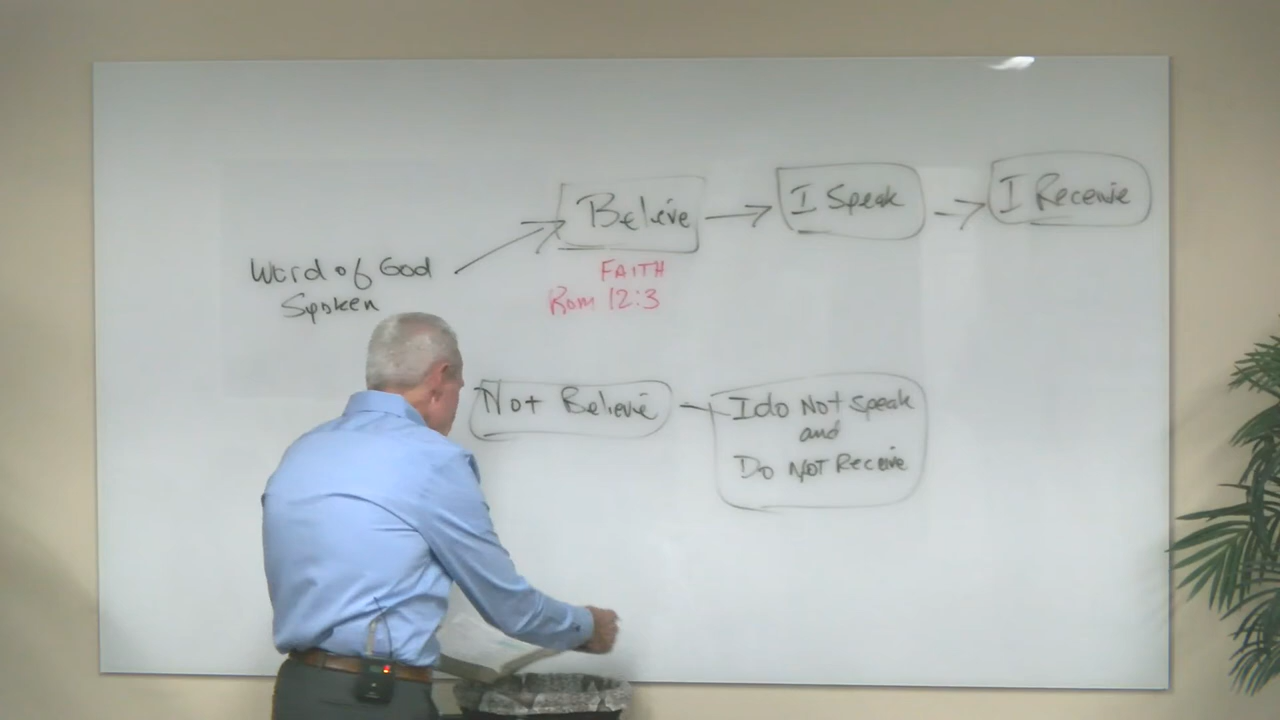 Word of God
Spoken
Believe
FAITH
Rom 12:3
I Speak
I Receive
Not Believe
I do Not Speak
and
Do NOT Receive